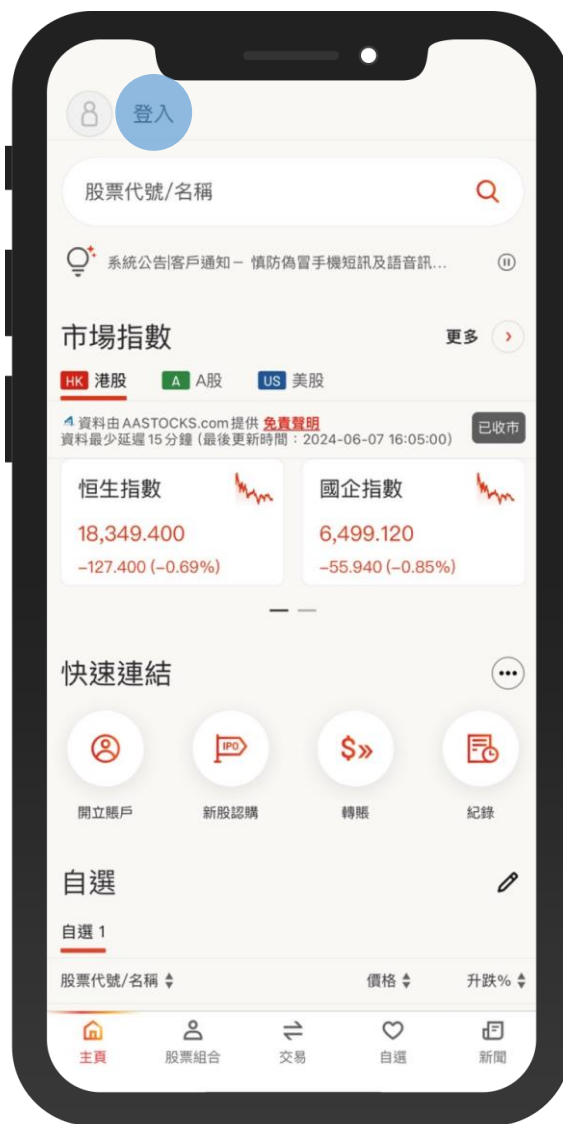 登入
股票代號/名稱
系統公告|客戶通知 – 慎防偽冒手機短訊及語音訊...
市場指數 更多
HK 港股 A A股 US 美股
資料由 AASTOCKS.com 提供 免責聲明
資料最少延遲 15 分鐘 (最後更新時間：2024-06-07 16:05:00) 已收市
恒生指數 國企指數
18,349.400 6,499.120
-127.400 (-0.69%) -55.940 (-0.85%)
快速連結
IPO $»
開立賬戶 新股認購 轉賬 紀錄
自選
自選 1
股票代號/名稱 價格 升跌%
主頁 股票組合 交易 自選 新聞